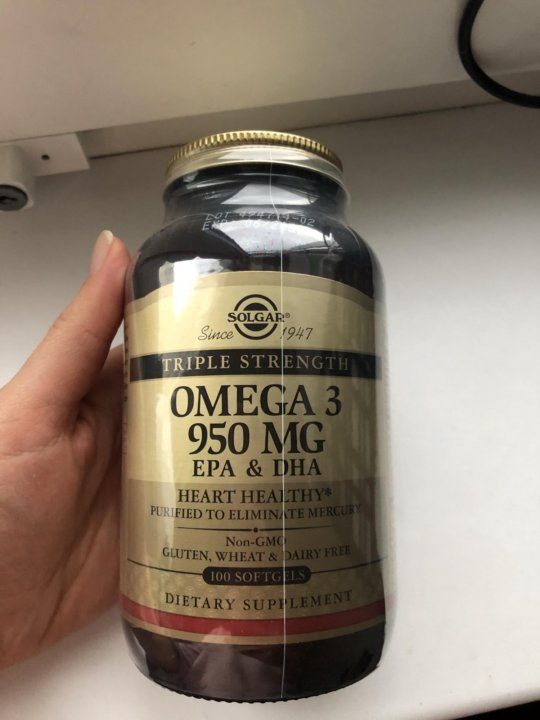 SOLGAR®
Since 1947
TRIPLE STRENGTH
OMEGA 3
950 MG
EPA & DHA
HEART HEALTHY*
PURIFIED TO ELIMINATE MERCURY
Non-GMO
GLUTEN, WHEAT & DAIRY FREE
100 SOFTGELS
DIETARY SUPPLEMENT